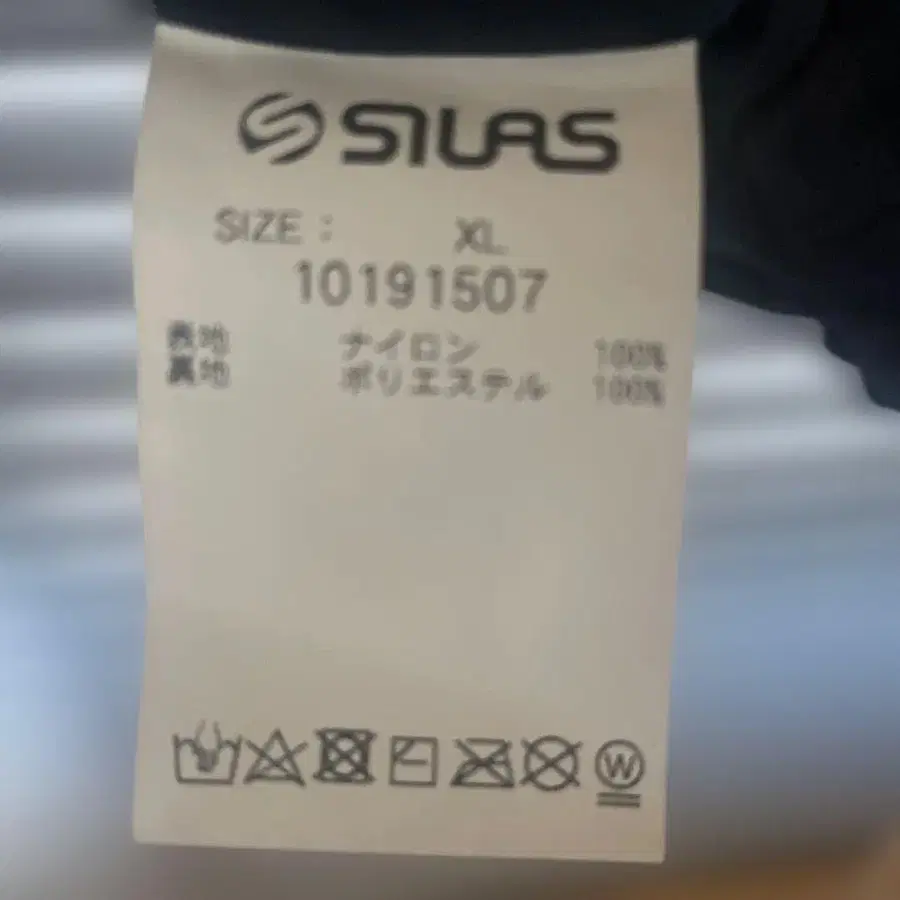 SILAS
SIZE : XL
10191507
表地 ナイロン 100%
裏地 ポリエステル 100%
W